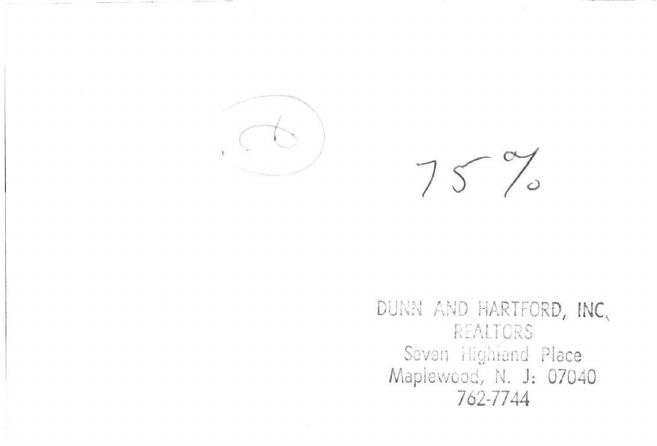 75%
DUNN AND HARTFORD, INC.
REALTORS
Seven Highland Place
Maplewood, N. J. 07040
762-7744